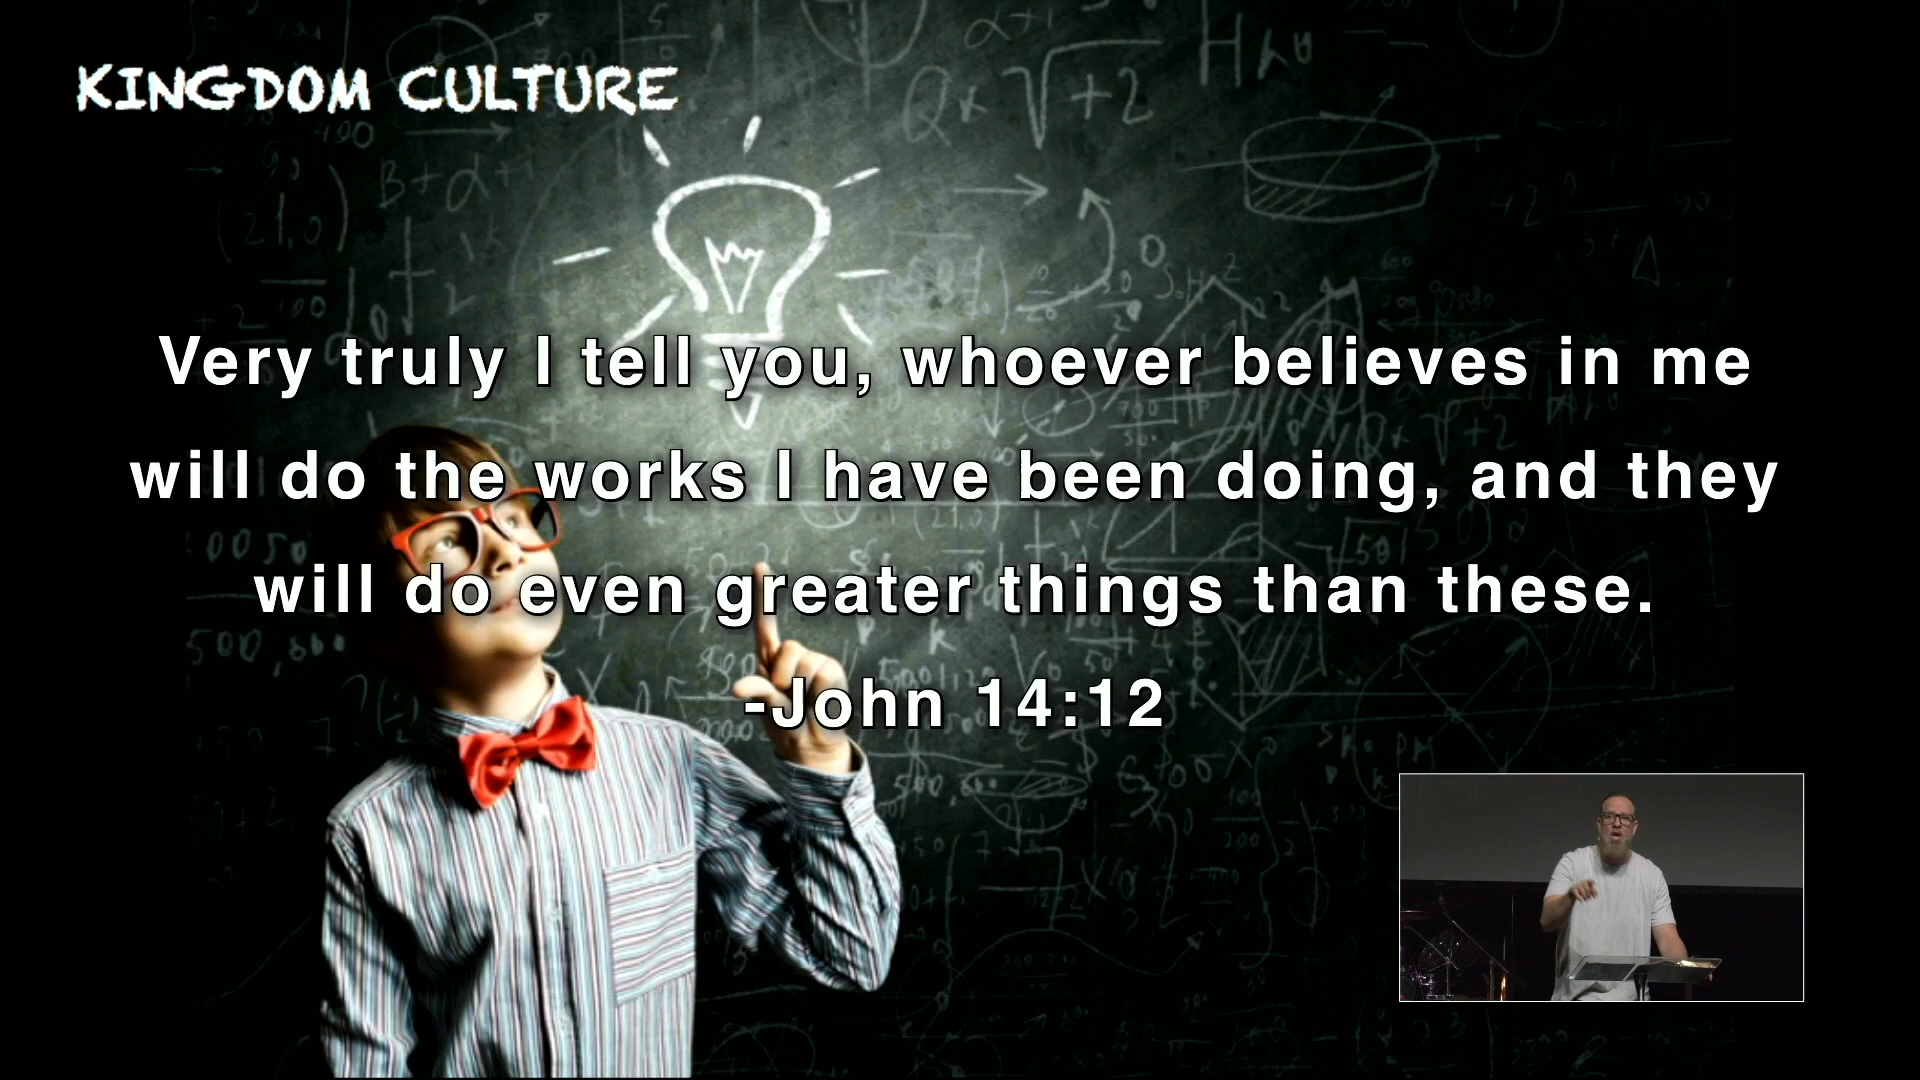 KINGDOM CULTURE
Very truly I tell you, whoever believes in me
will do the works I have been doing, and they
will do even greater things than these.
-John 14:12